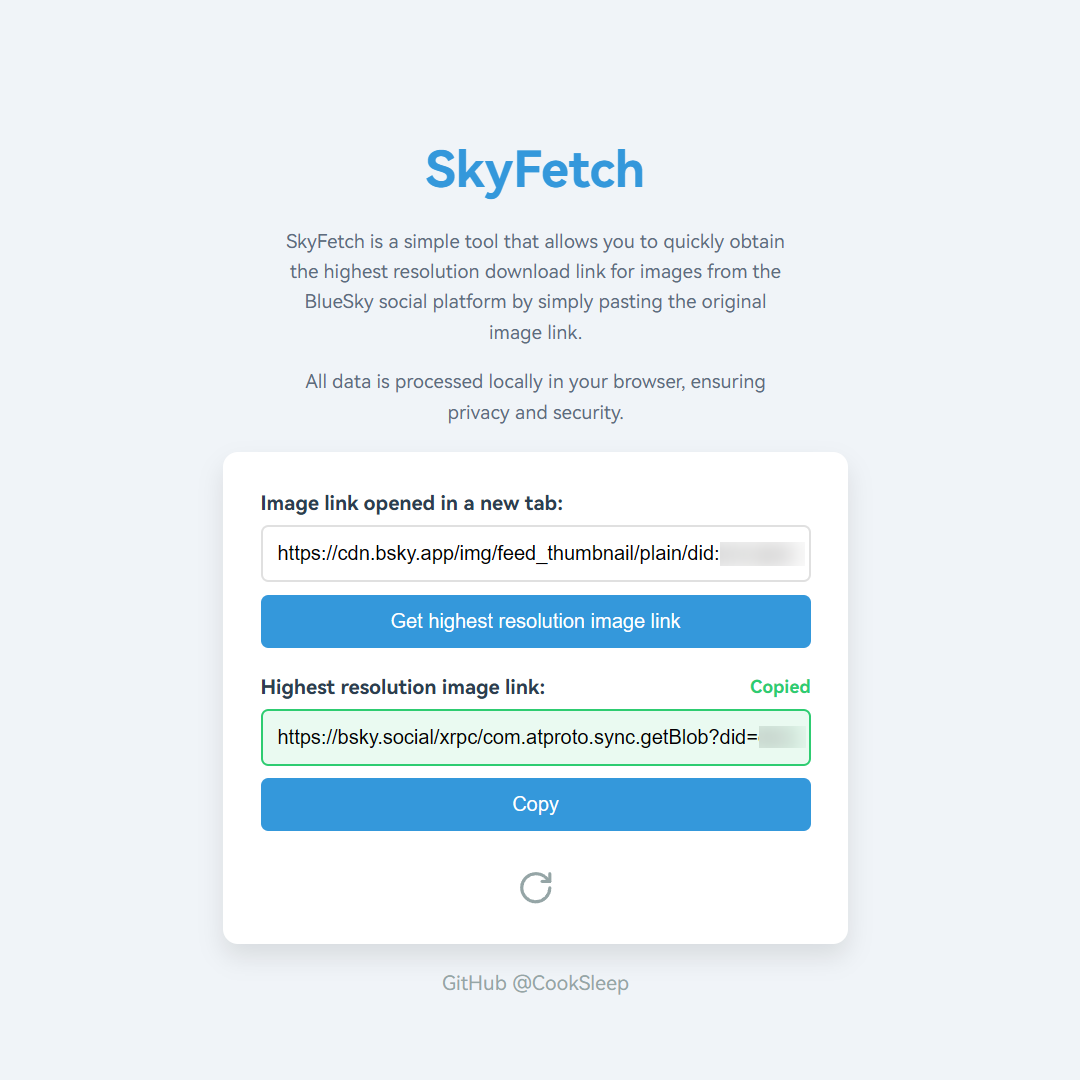 SkyFetch
SkyFetch is a simple tool that allows you to quickly obtain
the highest resolution download link for images from the
BlueSky social platform by simply pasting the original
image link.
All data is processed locally in your browser, ensuring
privacy and security.
Image link opened in a new tab:
https://cdn.bsky.app/img/feed_thumbnail/plain/did:
Get highest resolution image link
Highest resolution image link:
Copied
https://bsky.social/xrpc/com.atproto.sync.getBlob?did=
Copy
GitHub @CookSleep